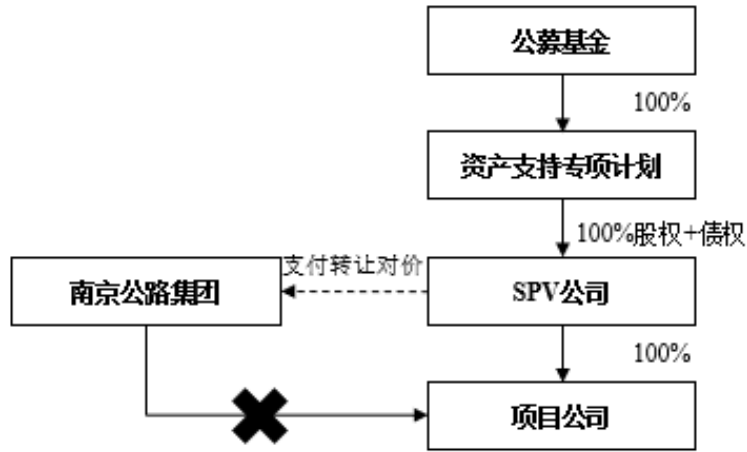 公募基金
100%
资产支持专项计划
100%股权+债权
支付转让对价
南京公路集团
SPV公司
100%
项目公司